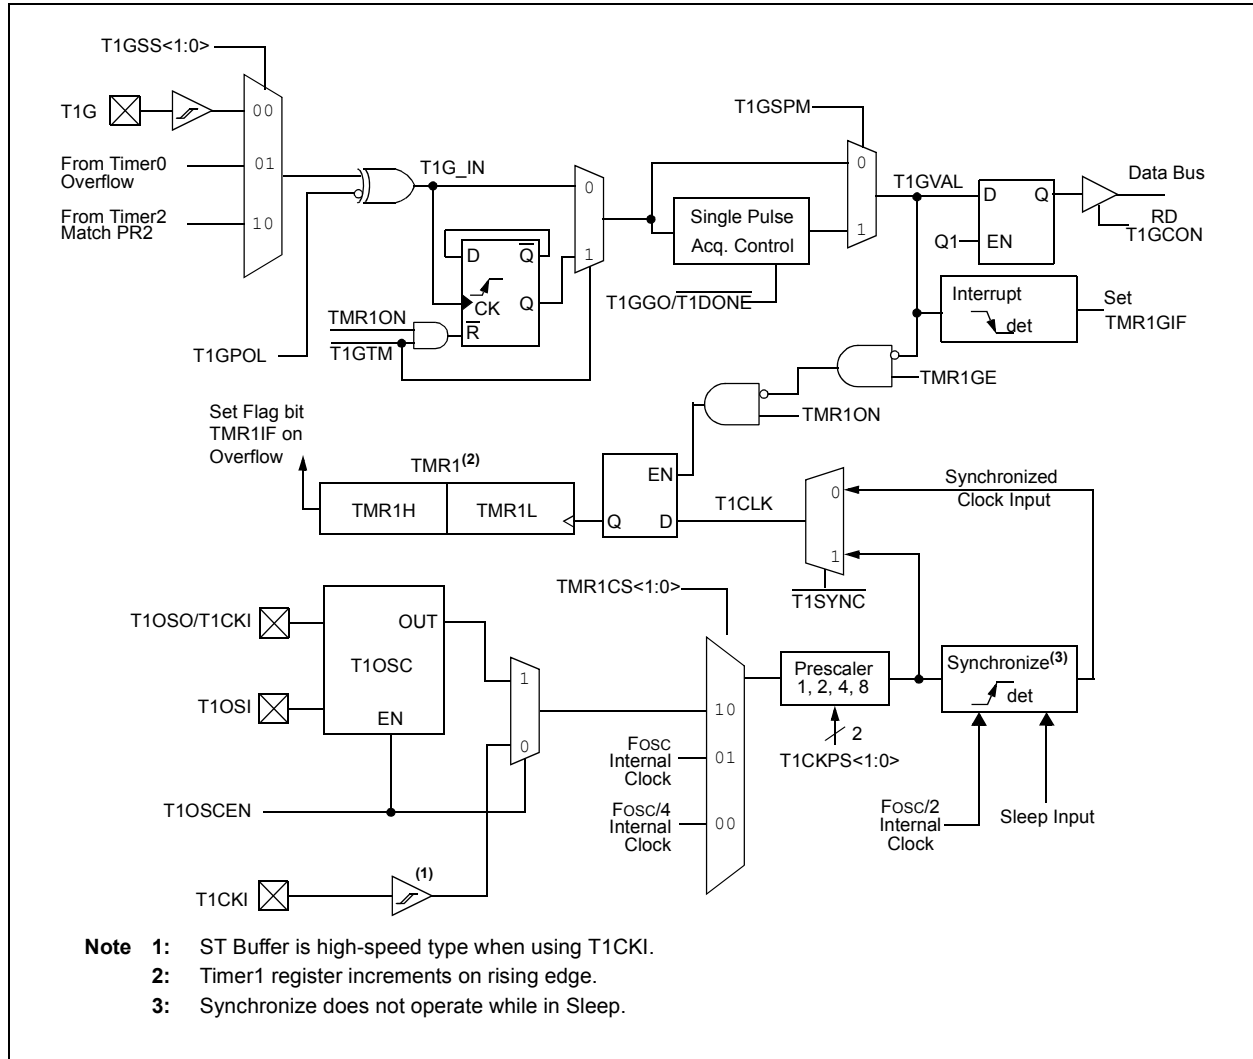 T1GSS<1:0>
T1G
00
From Timer0
Overflow
01
From Timer2
Match PR2
10
T1GPOL
T1G_IN
0
1
D
Q
CK
Q
R
TMR1ON
T1GTM
Single Pulse
Acq. Control
T1GGO/T1DONE
T1GSPM
0
1
T1GVAL
D
Q
Q1
EN
Data Bus
RD
T1GCON
Interrupt
det
Set
TMR1GIF
TMR1GE
TMR1ON
Set Flag bit
TMR1IF on
Overflow
TMR1(2)
TMR1H
TMR1L
EN
Q
D
T1CLK
0
1
T1SYNC
Synchronized
Clock Input
T1OSO/T1CKI
OUT
T1OSC
T1OSI
EN
1
0
T1OSCEN
T1CKI
(1)
TMR1CS<1:0>
10
FOSC
Internal
Clock
01
FOSC/4
Internal
Clock
00
Prescaler
1, 2, 4, 8
2
T1CKPS<1:0>
Synchronize(3)
det
FOSC/2
Internal
Clock
Sleep Input
Note 1: ST Buffer is high-speed type when using T1CKI.
2: Timer1 register increments on rising edge.
3: Synchronize does not operate while in Sleep.